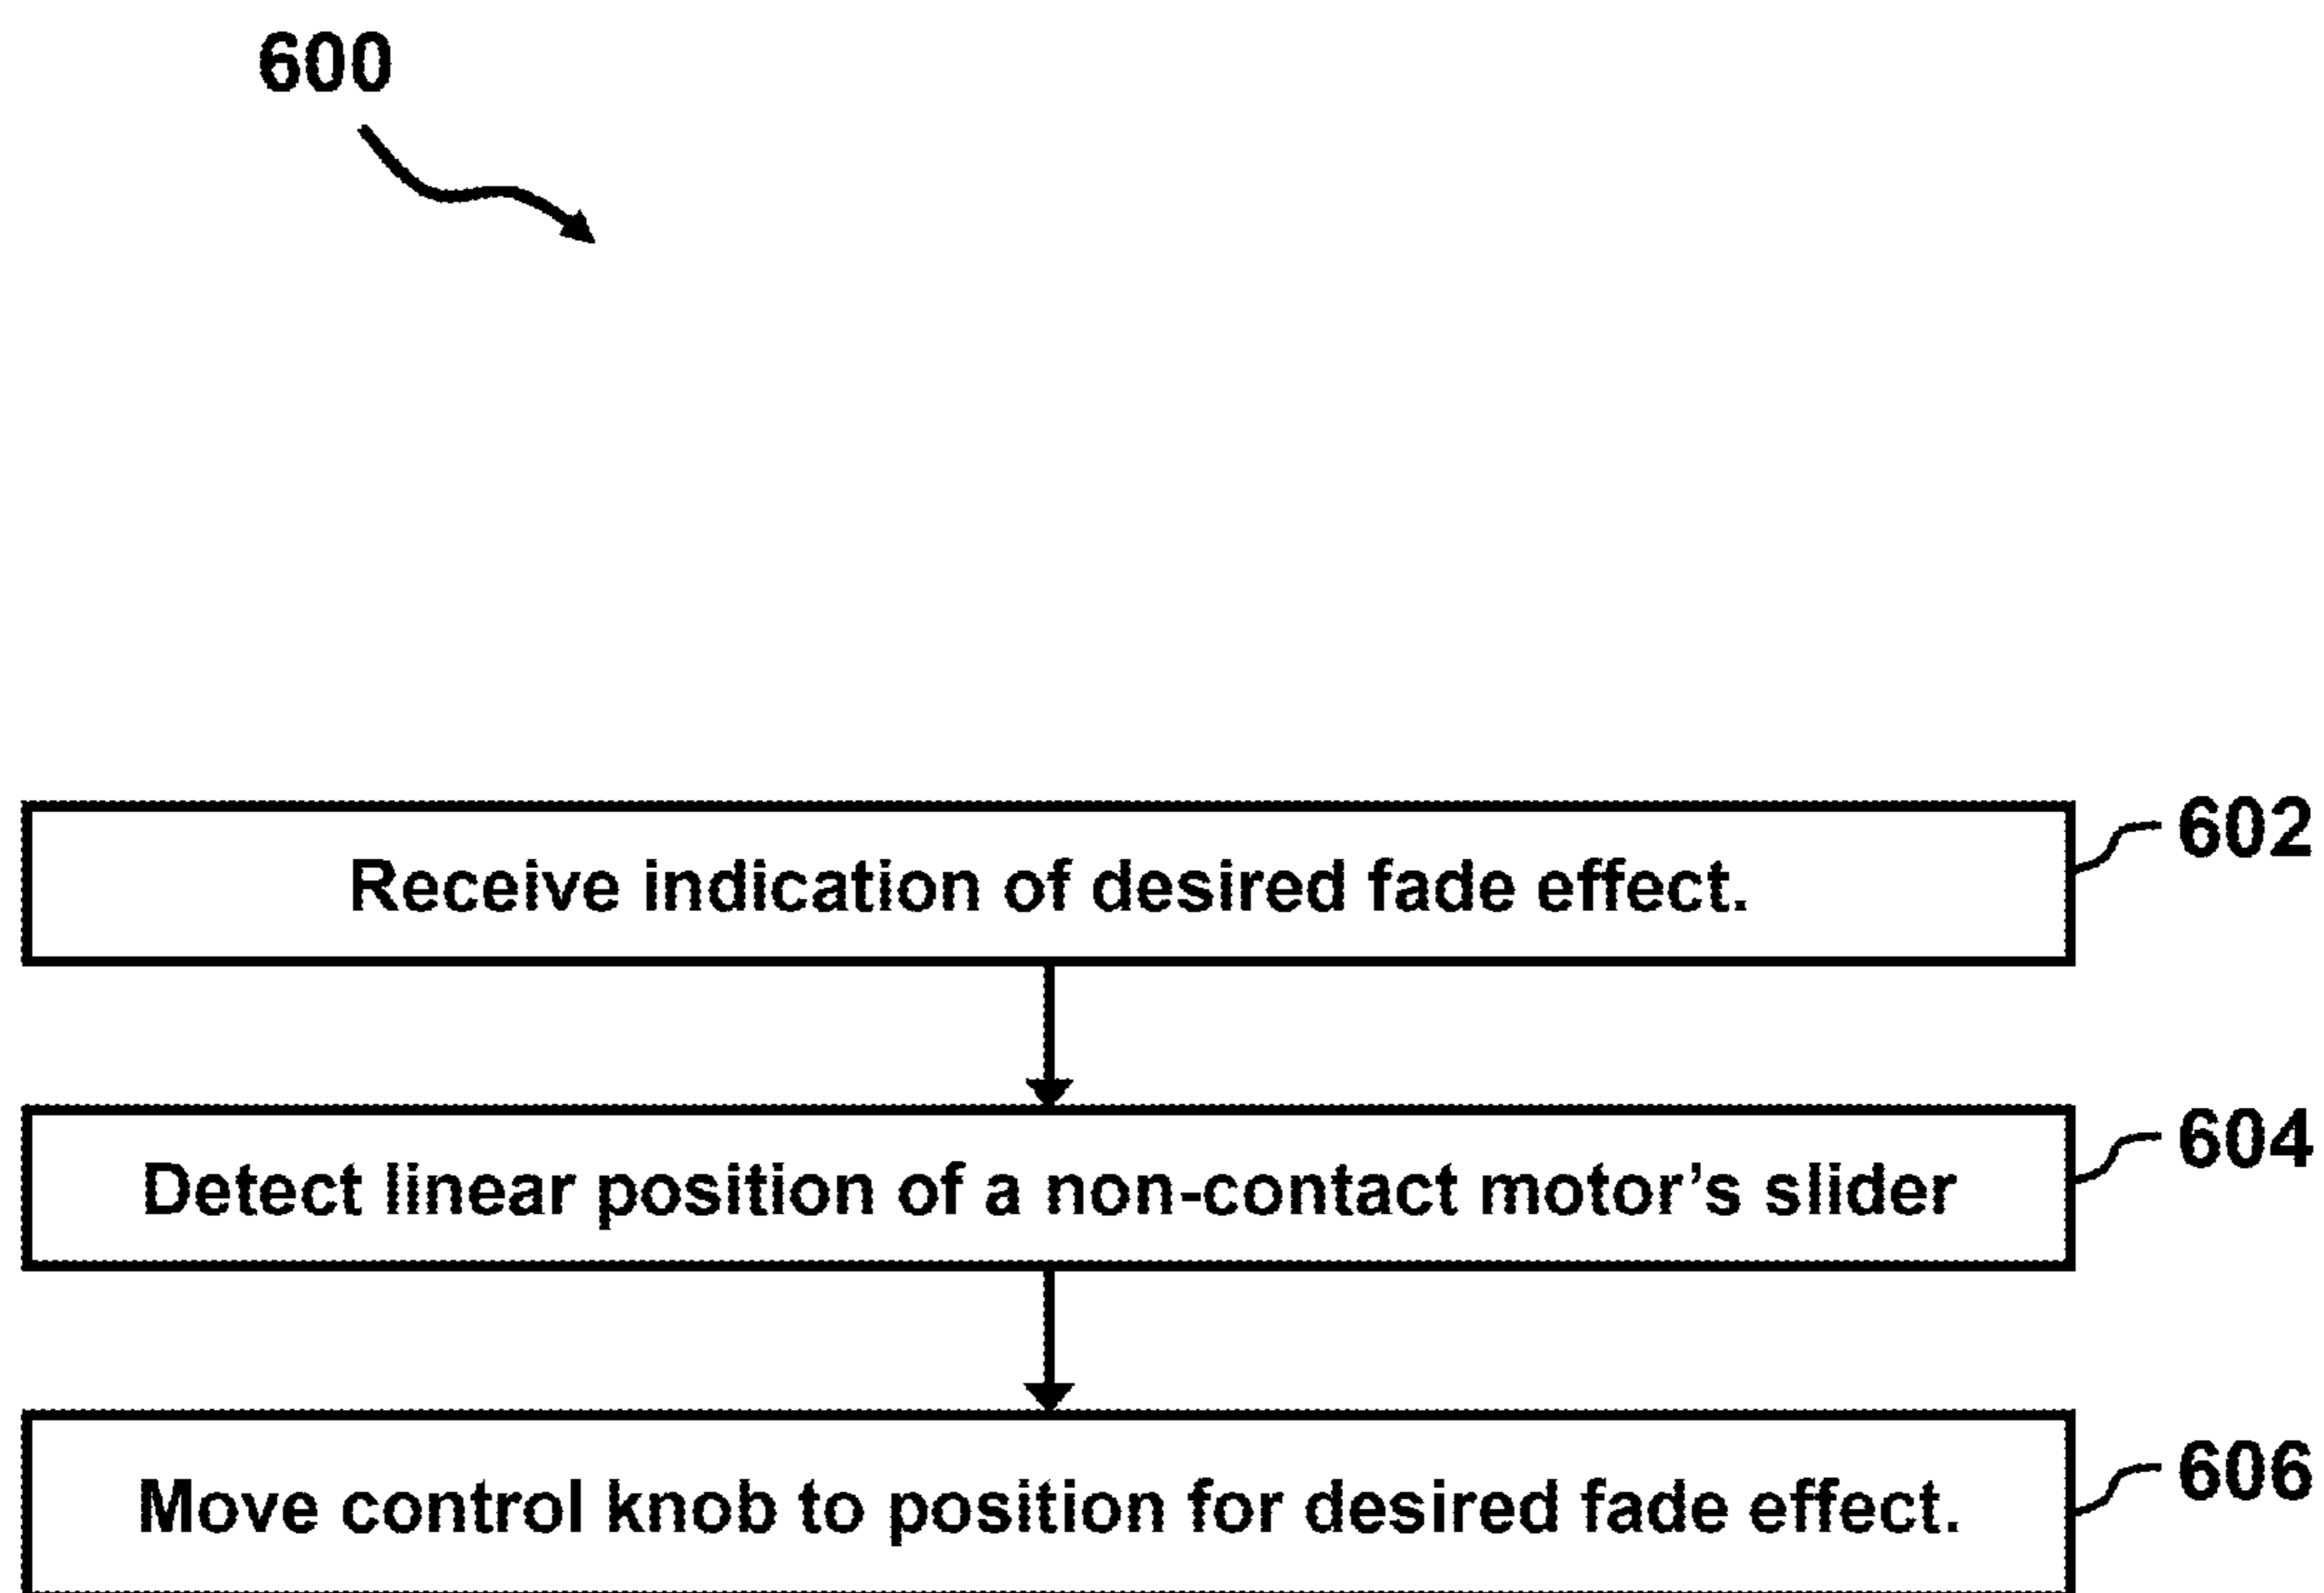 600
Receive indication of desired fade effect.
602
Detect linear position of a non-contact motor’s slider
604
Move control knob to position for desired fade effect.
606